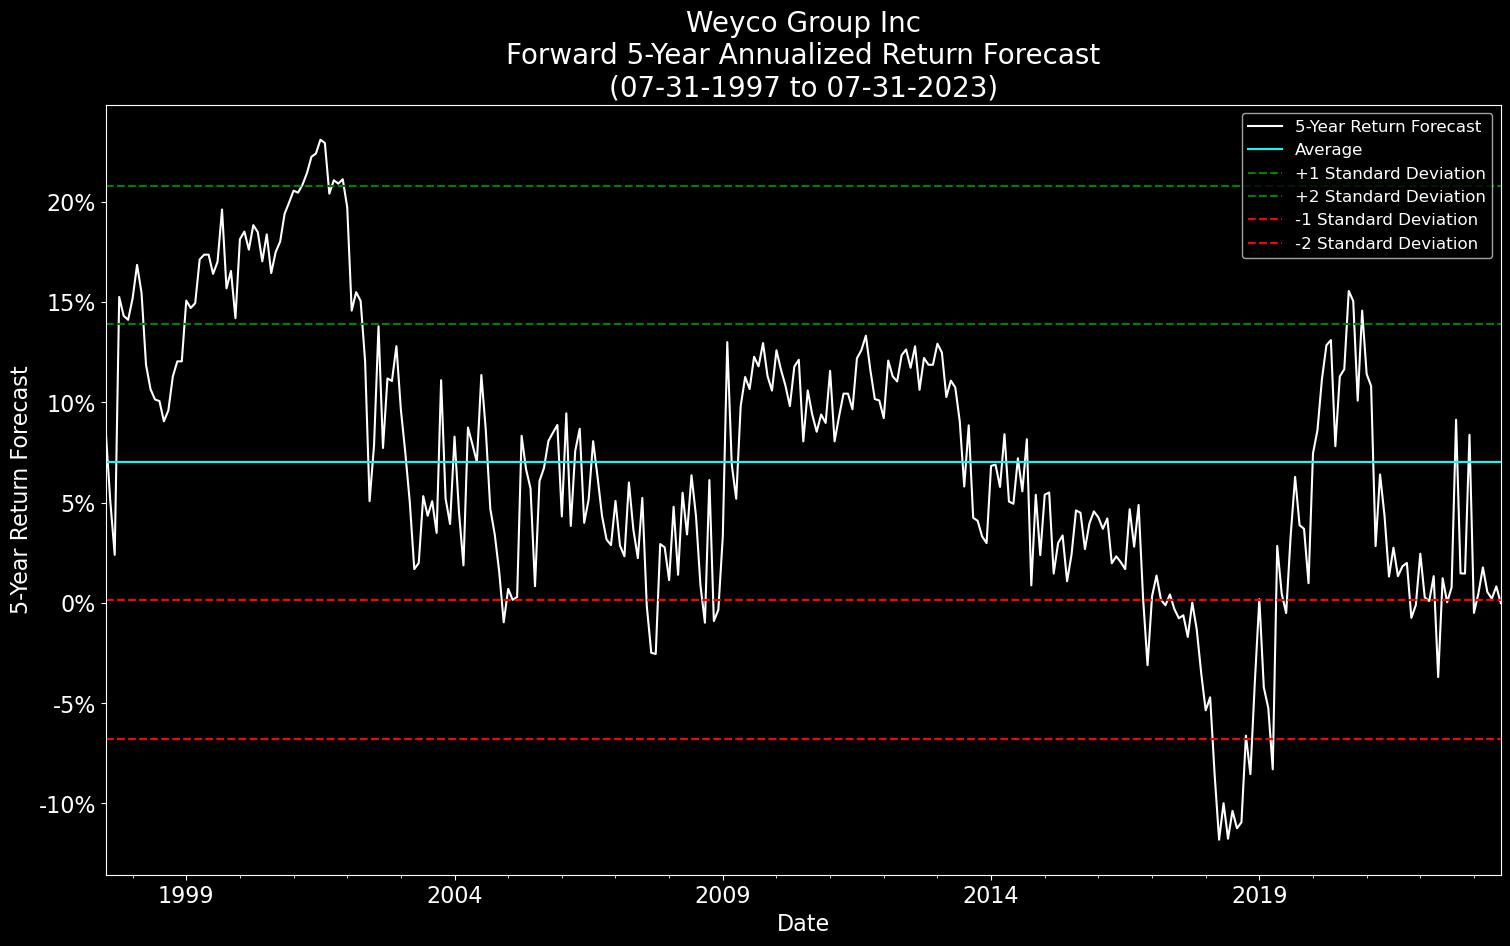 Weyco Group Inc
Forward 5-Year Annualized Return Forecast
(07-31-1997 to 07-31-2023)
5-Year Return Forecast
Average
+1 Standard Deviation
+2 Standard Deviation
-1 Standard Deviation
-2 Standard Deviation
5-Year Return Forecast
20%
15%
10%
5%
0%
-5%
-10%
1999 2004 2009 2014 2019
Date